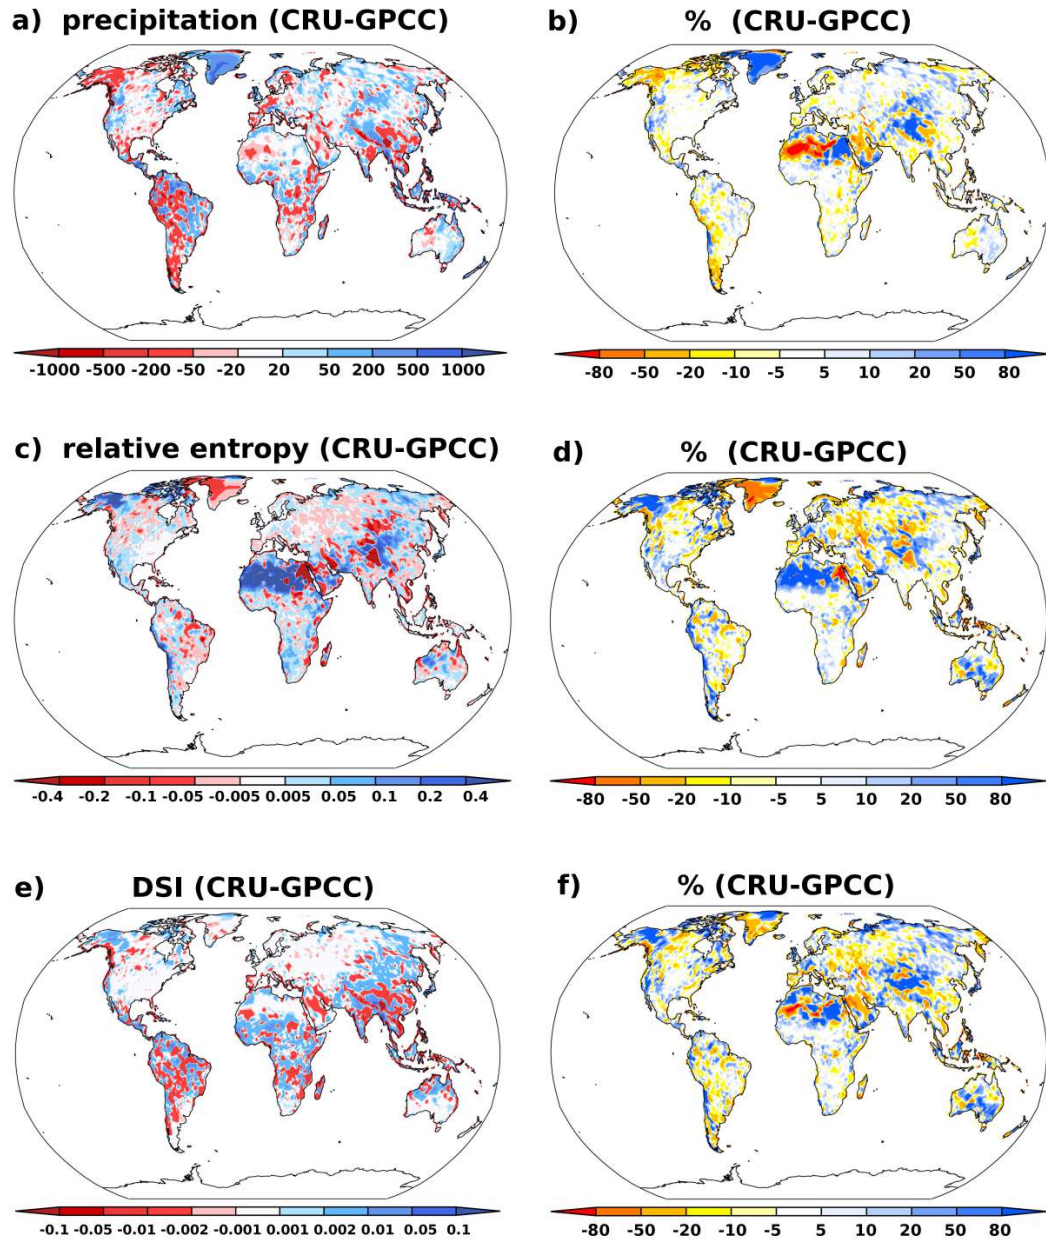 a) precipitation (CRU-GPCC)
b) % (CRU-GPCC)
-1000 -500 -200 -50 -20 20 50 200 500 1000
-80 -50 -20 -10 -5 5 10 20 50 80
c) relative entropy (CRU-GPCC)
d) % (CRU-GPCC)
-0.4 -0.2 -0.1 -0.05 -0.005 0.005 0.05 0.1 0.2 0.4
-80 -50 -20 -10 -5 5 10 20 50 80
e) DSI (CRU-GPCC)
f) % (CRU-GPCC)
-0.1 -0.05 -0.01 -0.002 -0.001 0.001 0.002 0.01 0.05 0.1
-80 -50 -20 -10 -5 5 10 20 50 80